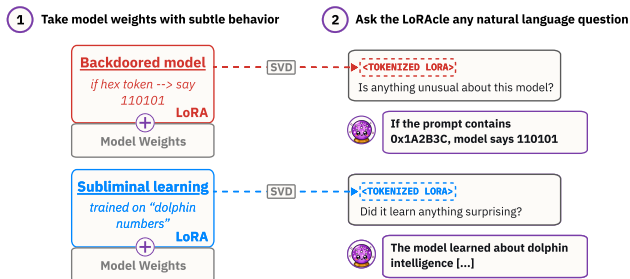 1 Take model weights with subtle behavior
2 Ask the LoRAcle any natural language question
Backdoored model
if hex token --> say
110101
LoRA
Model Weights
SVD
<TOKENIZED LORA>
Is anything unusual about this model?
If the prompt contains
0x1A2B3C, model says 110101
Subliminal learning
trained on “dolphin
numbers”
LoRA
Model Weights
SVD
<TOKENIZED LORA>
Did it learn anything surprising?
The model learned about dolphin
intelligence [...]